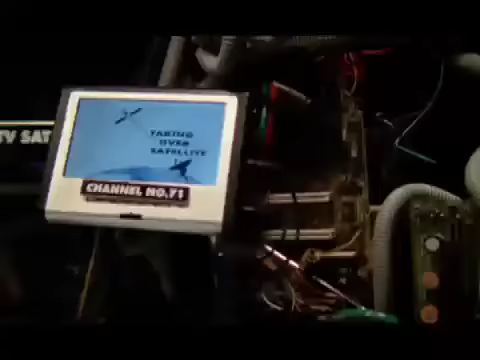 TV SAT
TAKING
OVER
SATELLITE
CHANNEL NO.71